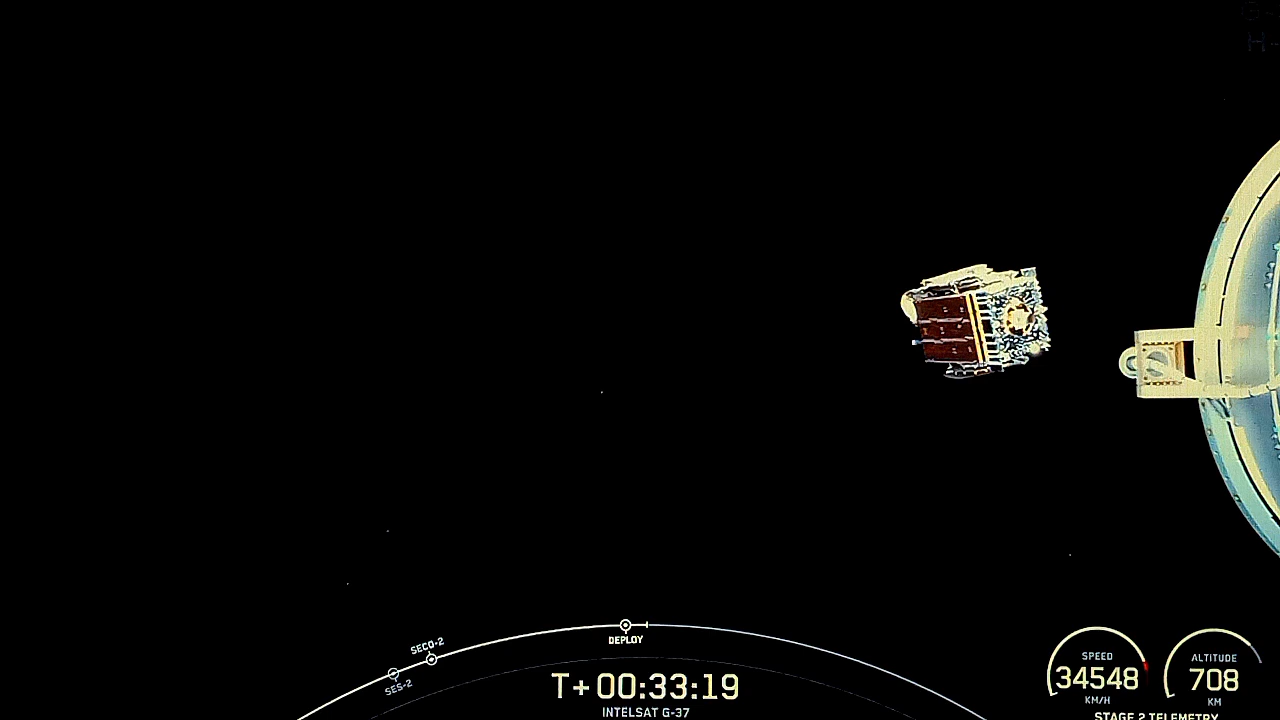 SECO-2
SES-2
DEPLOY
T+00:33:19
INTELSAT G-37
SPEED
34548
KM/H
ALTITUDE
708
KM
STAGE 2 TELEMETRY